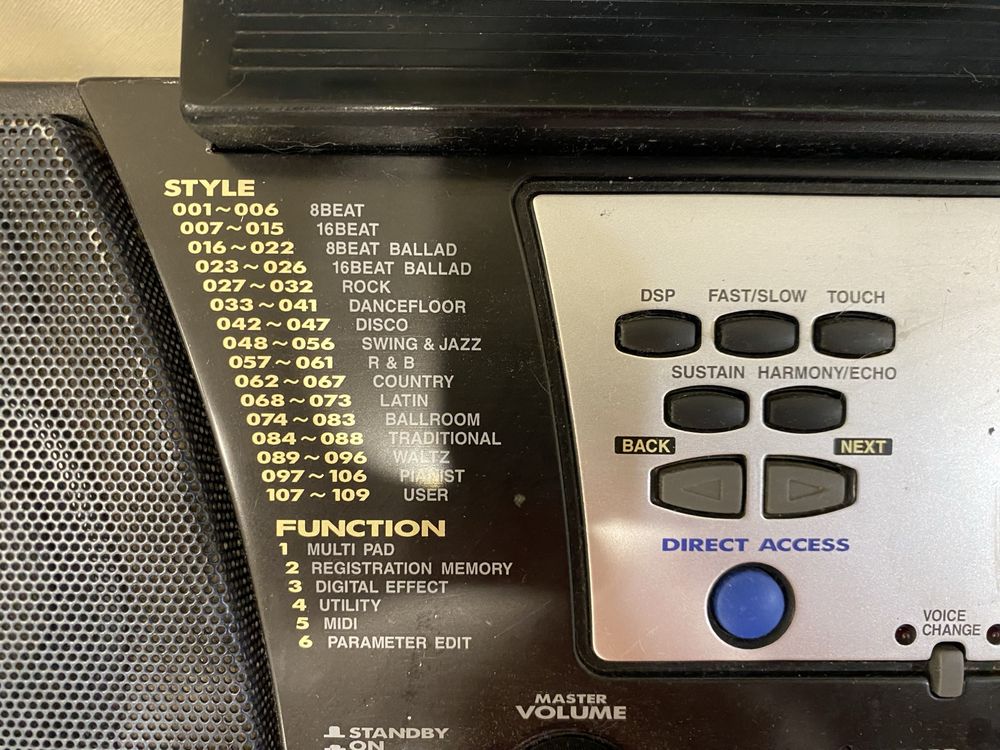 STYLE
001~006 8BEAT
007~015 16BEAT
016~022 8BEAT BALLAD
023~026 16BEAT BALLAD
027~032 ROCK
033~041 DANCEFLOOR
042~047 DISCO
048~056 SWING & JAZZ
057~061 R & B
062~067 COUNTRY
068~073 LATIN
074~083 BALLROOM
084~088 TRADITIONAL
089~096 WALTZ
097~106 PIANIST
107~109 USER
FUNCTION
1 MULTI PAD
2 REGISTRATION MEMORY
3 DIGITAL EFFECT
4 UTILITY
5 MIDI
6 PARAMETER EDIT
STANDBY
ON
MASTER
VOLUME
DSP FAST/SLOW TOUCH
SUSTAIN HARMONY/ECHO
BACK NEXT
DIRECT ACCESS
VOICE
CHANGE